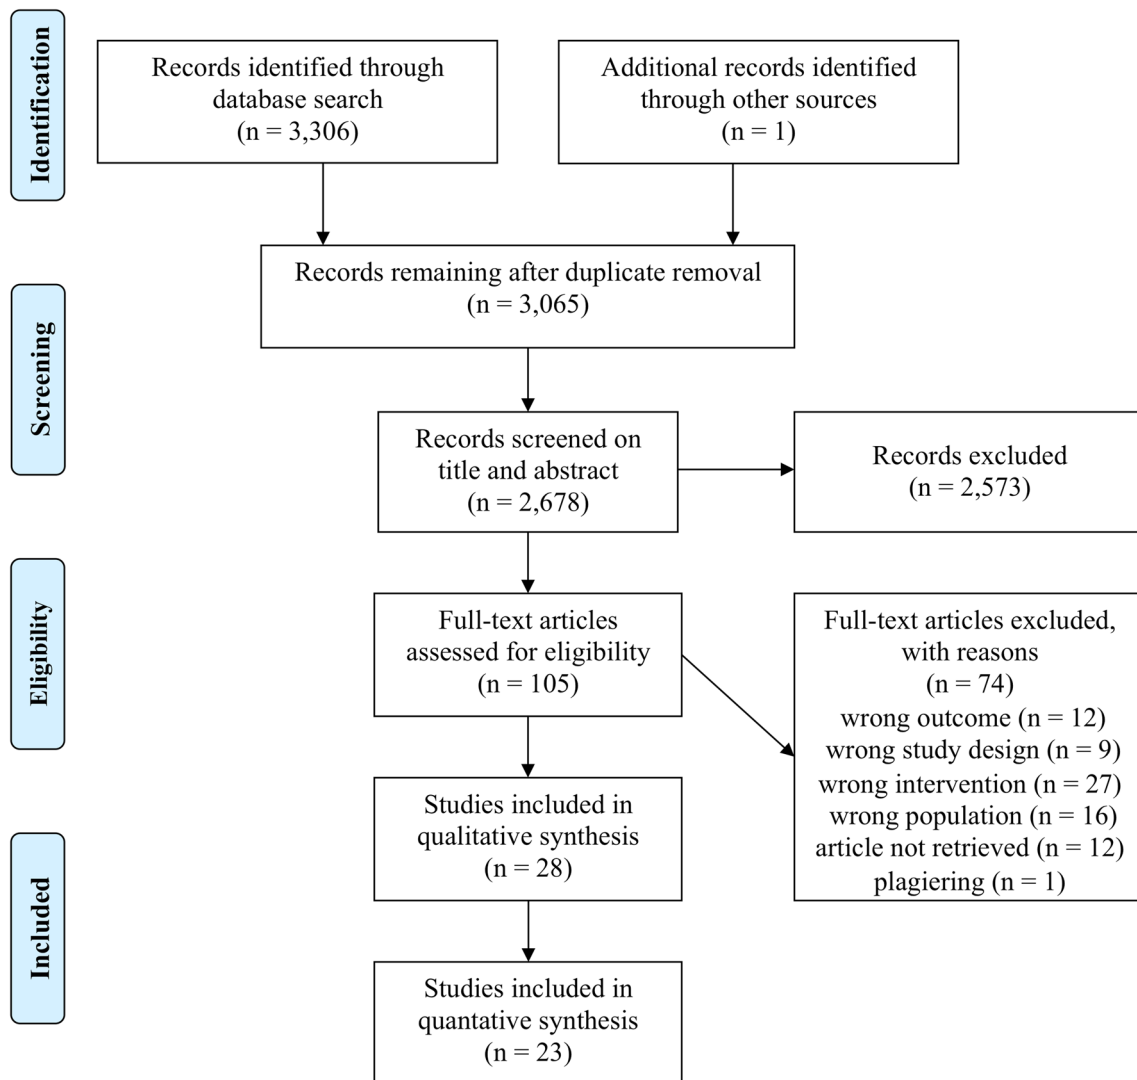 Identification
Records identified through
database search
(n = 3,306)
Additional records identified
through other sources
(n = 1)
Records remaining after duplicate removal
(n = 3,065)
Screening
Records screened on
title and abstract
(n = 2,678)
Records excluded
(n = 2,573)
Eligibility
Full-text articles
assessed for eligibility
(n = 105)
Full-text articles excluded,
with reasons
(n = 74)
wrong outcome (n = 12)
wrong study design (n = 9)
wrong intervention (n = 27)
wrong population (n = 16)
article not retrieved (n = 12)
plagiering (n = 1)
Included
Studies included in
qualitative synthesis
(n = 28)
Studies included in
quantative synthesis
(n = 23)